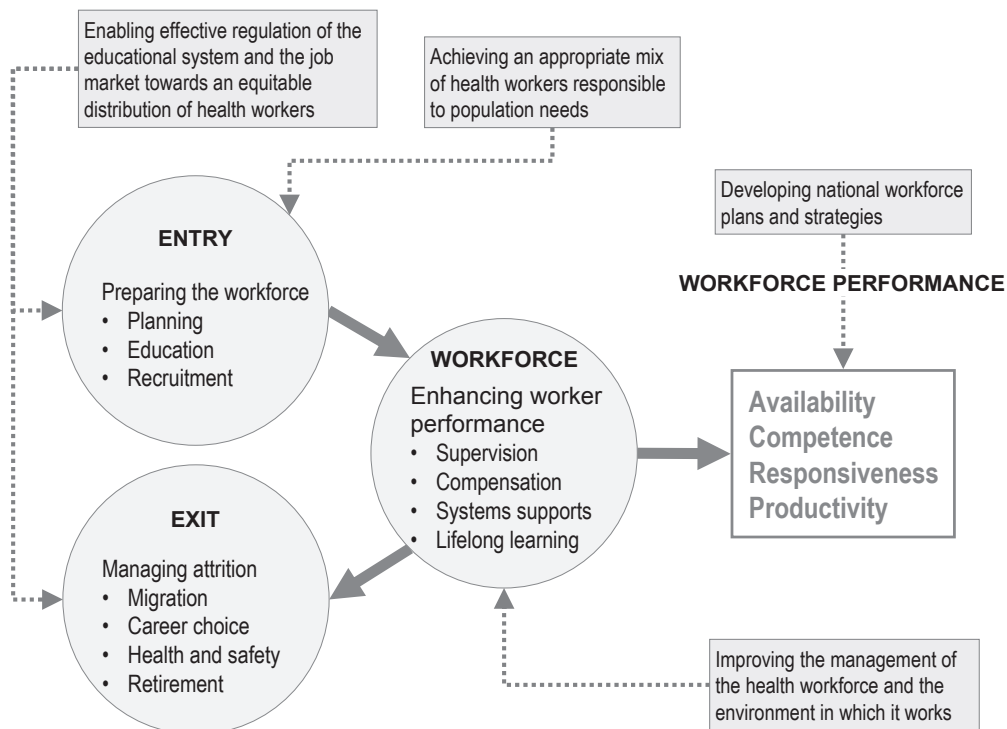 Enabling effective regulation of the
educational system and the job
market towards an equitable
distribution of health workers
Achieving an appropriate mix
of health workers responsible
to population needs
Developing national workforce
plans and strategies
ENTRY
Preparing the workforce
• Planning
• Education
• Recruitment
WORKFORCE
Enhancing worker
performance
• Supervision
• Compensation
• Systems supports
• Lifelong learning
WORKFORCE PERFORMANCE
Availability
Competence
Responsiveness
Productivity
EXIT
Managing attrition
• Migration
• Career choice
• Health and safety
• Retirement
Improving the management of
the health workforce and the
environment in which it works